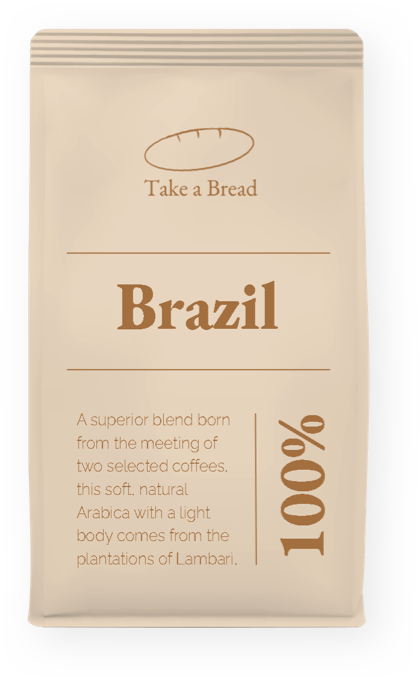 Take a Bread
Brazil
A superior blend born
from the meeting of
two selected coffees,
this soft, natural
Arabica with a light
body comes from the
plantations of Lambari.
100%